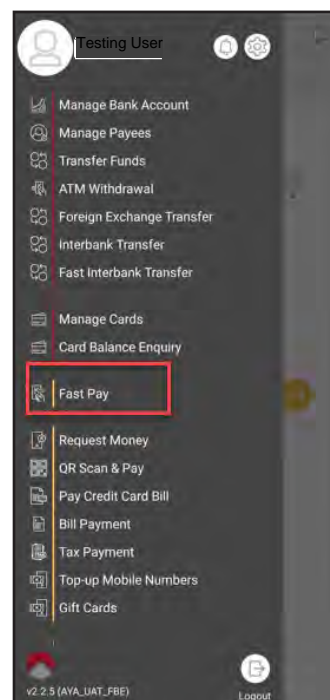 Testing User
Manage Bank Account
Manage Payees
Transfer Funds
ATM Withdrawal
Foreign Exchange Transfer
Interbank Transfer
Fast Interbank Transfer
Manage Cards
Card Balance Enquiry
Fast Pay
Request Money
QR Scan & Pay
Pay Credit Card Bill
Bill Payment
Tax Payment
Top-up Mobile Numbers
Gift Cards
v2.2.5 (AYA_UAT_FBE)
Logout